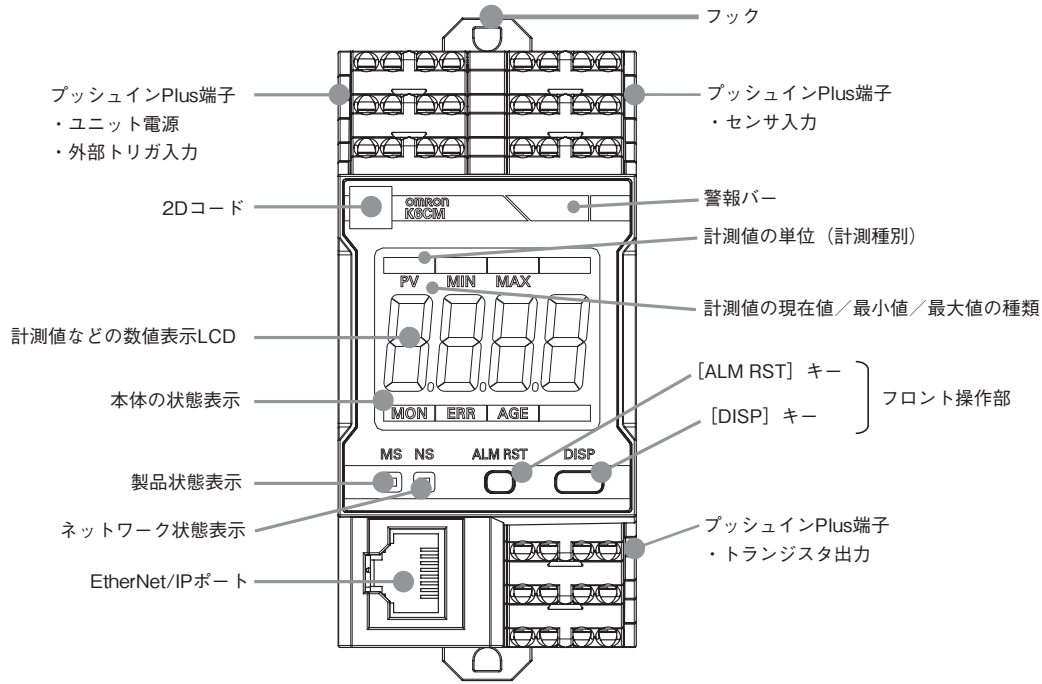 フック
プッシュインPlus端子
・ユニット電源
・外部トリガ入力
プッシュインPlus端子
・センサ入力
2Dコード
omron
K6CM
警報バー
計測値の単位（計測種別）
PV MIN MAX
計測値の現在値／最小値／最大値の種類
計測値などの数値表示LCD
本体の状態表示
MON ERR AGE
［ALM RST］キー
［DISP］キー
フロント操作部
MS NS ALM RST DISP
製品状態表示
ネットワーク状態表示
プッシュインPlus端子
・トランジスタ出力
EtherNet/IPポート